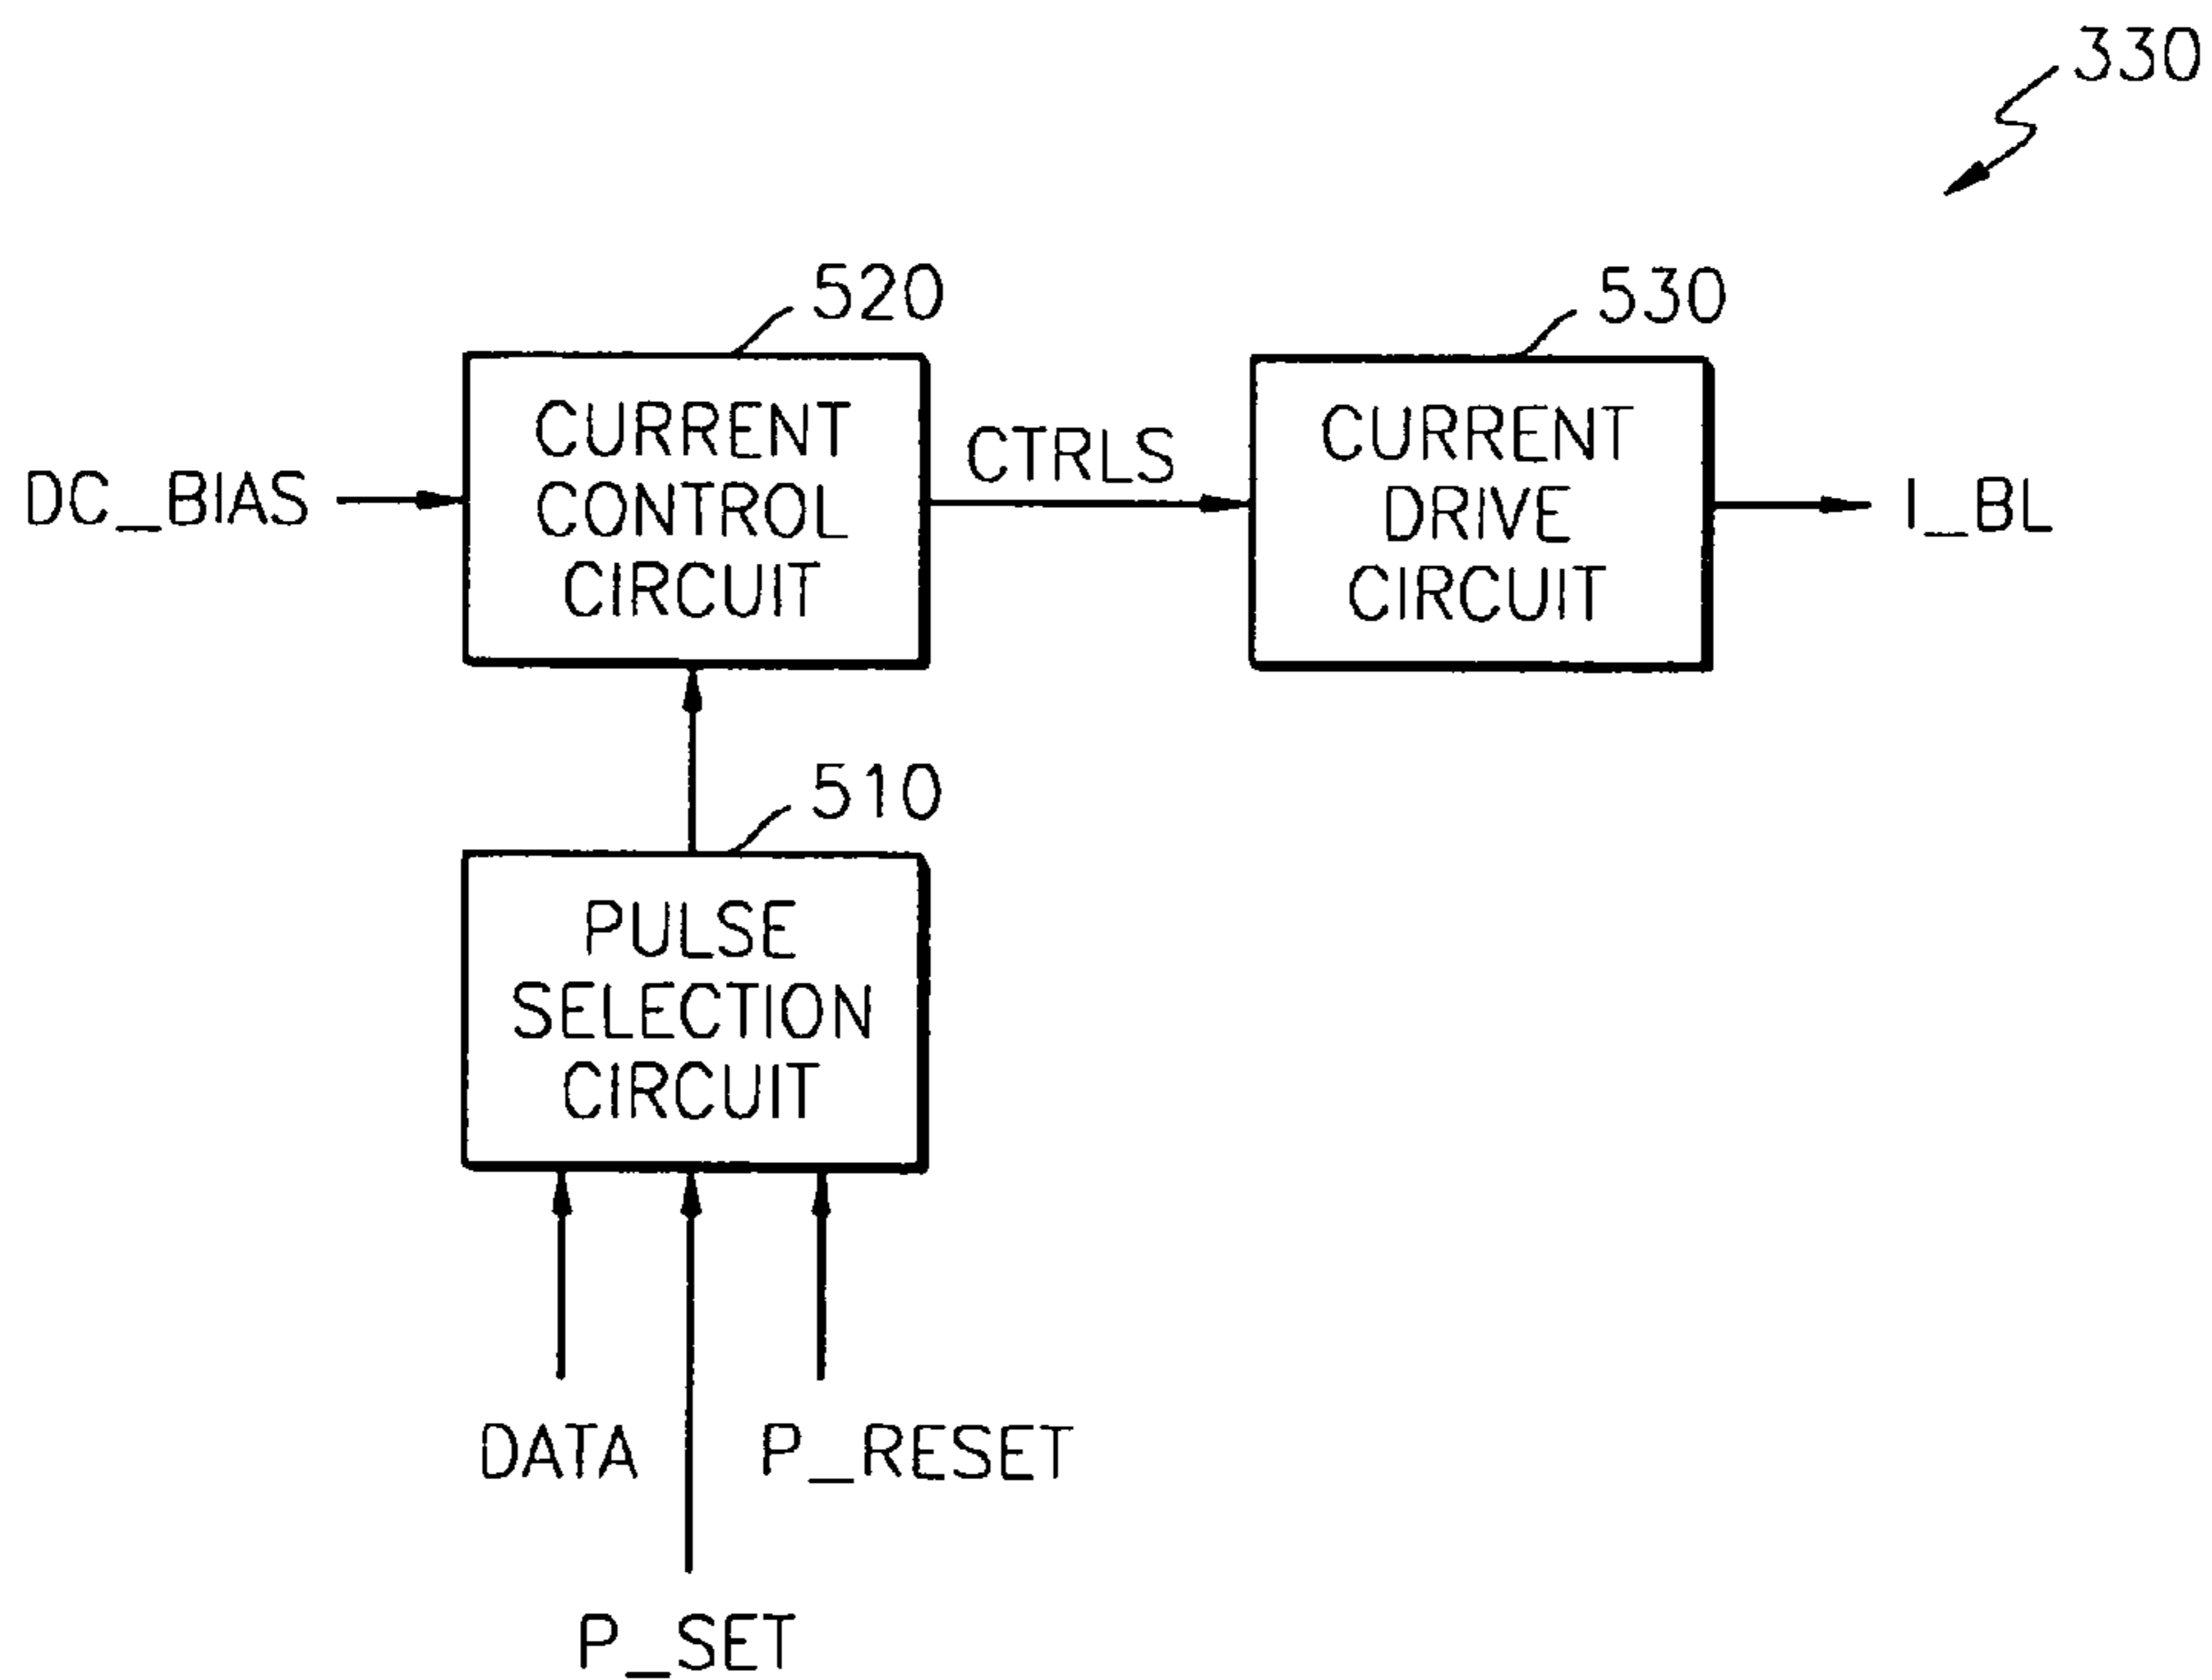 330
520
530
CURRENT
CONTROL
CIRCUIT
CURRENT
DRIVE
CIRCUIT
DC_BIAS
CTRLS
I_BL
510
PULSE
SELECTION
CIRCUIT
DATA
P_RESET
P_SET